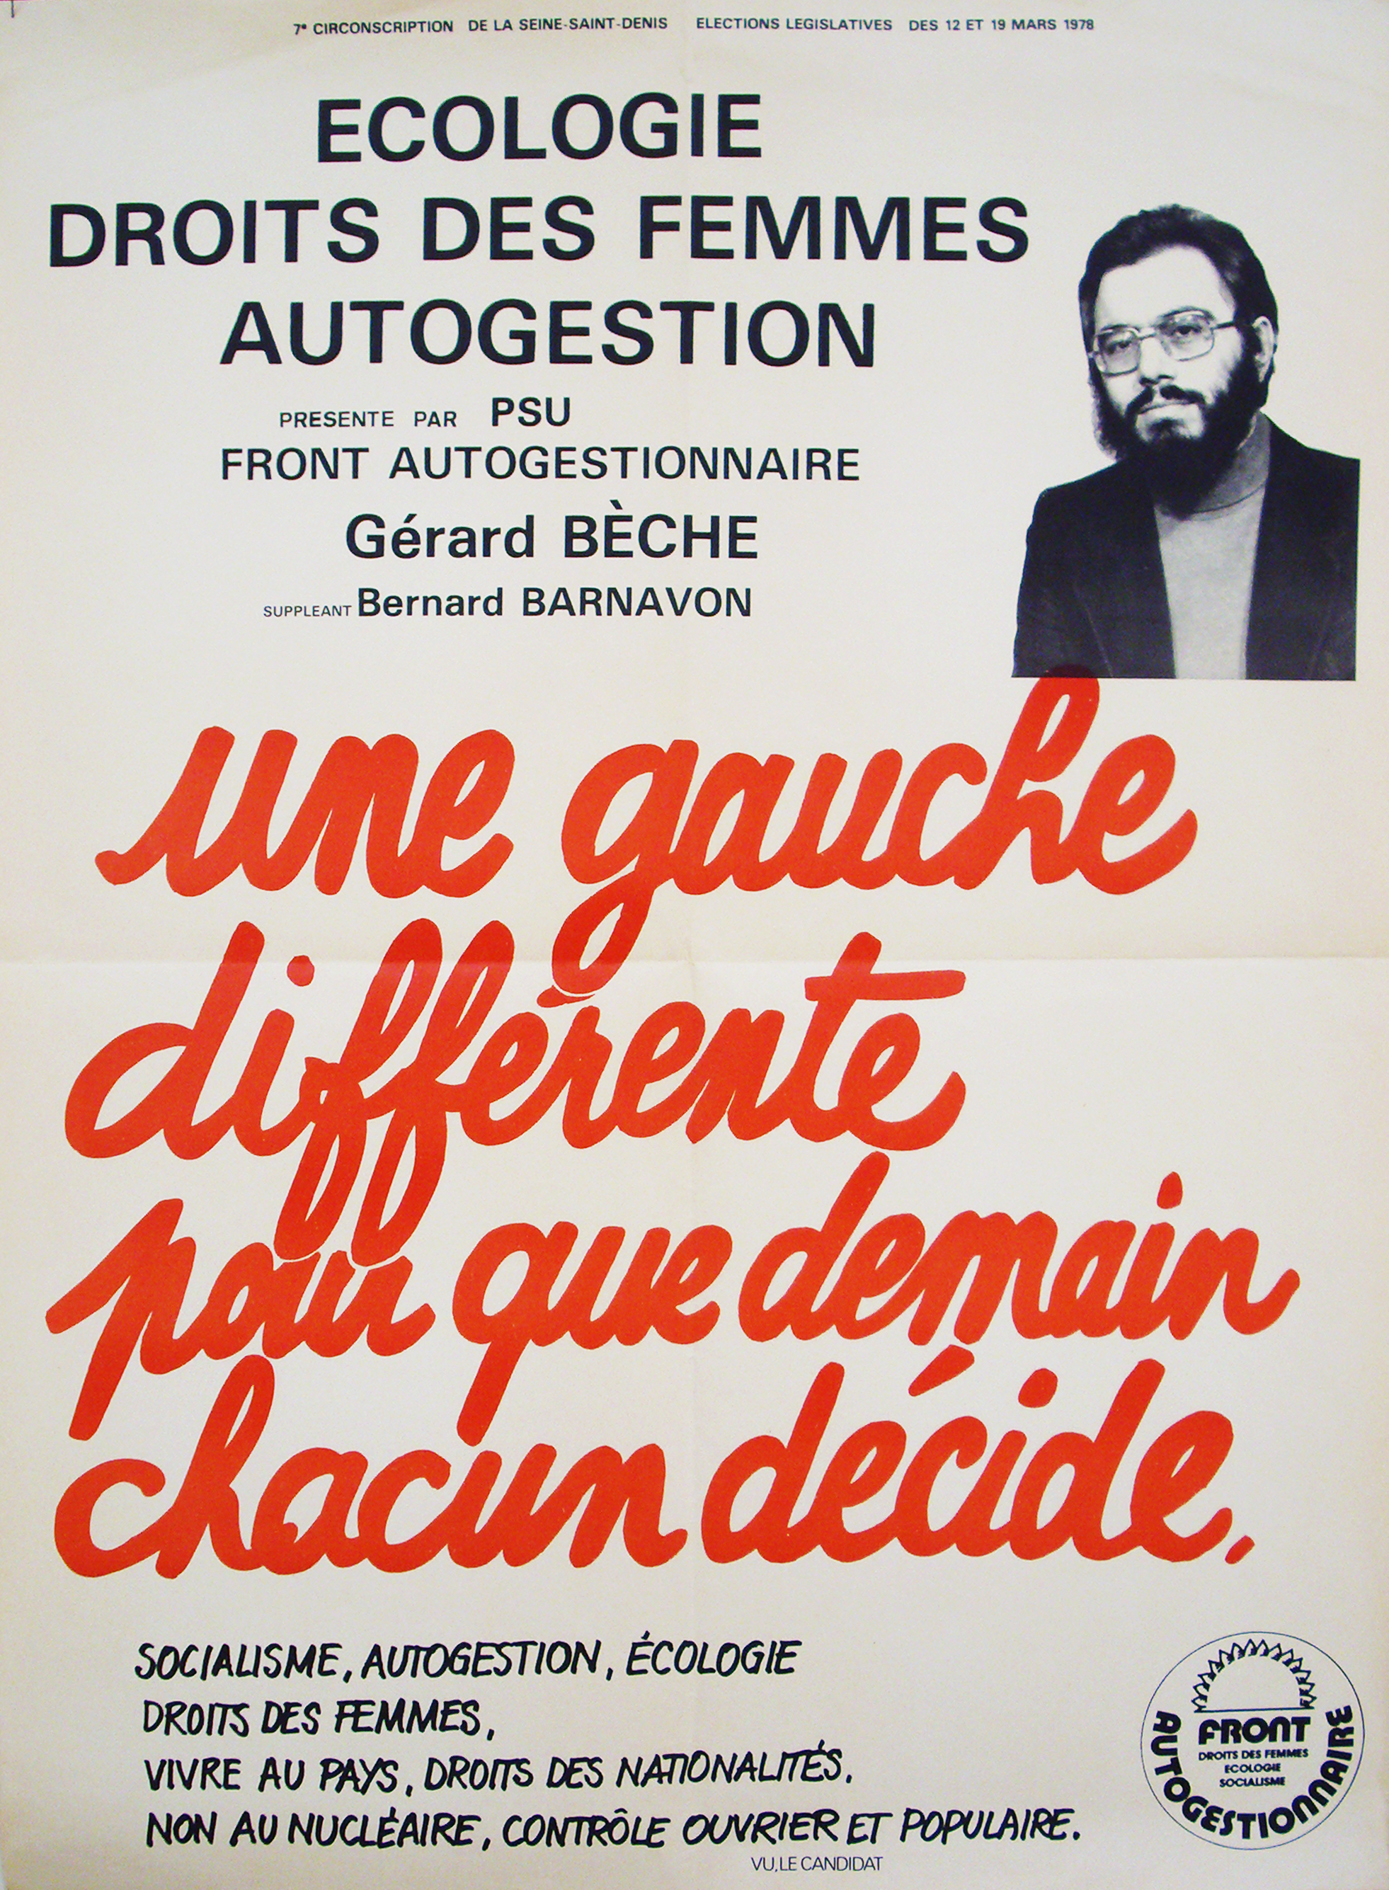 7e CIRCONSCRIPTION DE LA SEINE-SAINT-DENIS ELECTIONS LEGISLATIVES DES 12 ET 19 MARS 1978
ECOLOGIE
DROITS DES FEMMES
AUTOGESTION
PRESENTE PAR PSU
FRONT AUTOGESTIONNAIRE
Gérard BÈCHE
SUPPLEANT Bernard BARNAVON
une gauche
différente
pour que demain
chacun décide.
SOCIALISME, AUTOGESTION, ÉCOLOGIE
DROITS DES FEMMES,
VIVRE AU PAYS, DROITS DES NATIONALITÉS.
NON AU NUCLÉAIRE, CONTRÔLE OUVRIER ET POPULAIRE.
VU, LE CANDIDAT
FRONT
DROITS DES FEMMES
ECOLOGIE
SOCIALISME
AUTOGESTIONNAIRE